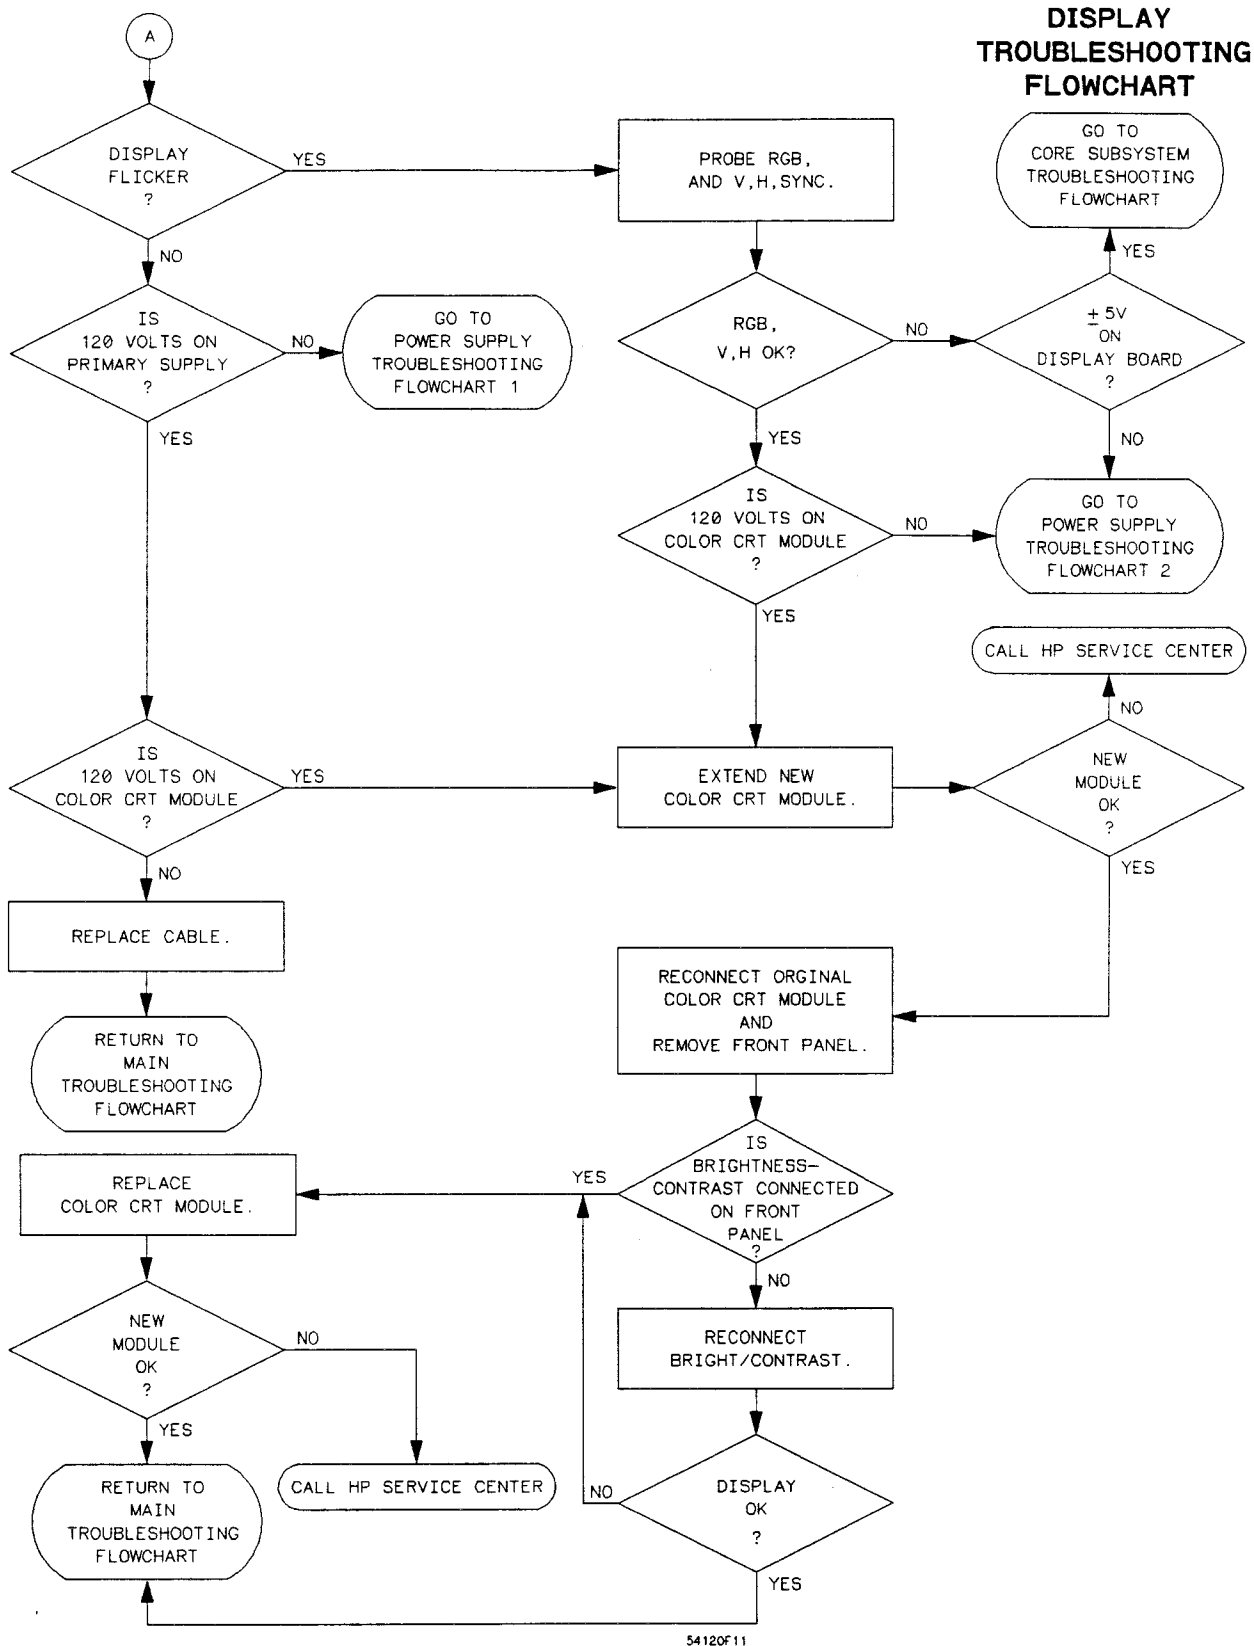 DISPLAY
TROUBLESHOOTING
FLOWCHART
A
DISPLAY
FLICKER
?
YES
NO
PROBE RGB,
AND V,H,SYNC.
GO TO
CORE SUBSYSTEM
TROUBLESHOOTING
FLOWCHART
YES
IS
120 VOLTS ON
PRIMARY SUPPLY
?
NO
YES
GO TO
POWER SUPPLY
TROUBLESHOOTING
FLOWCHART 1
RGB,
V,H OK?
NO
YES
± 5V
ON
DISPLAY BOARD
?
NO
IS
120 VOLTS ON
COLOR CRT MODULE
?
NO
YES
GO TO
POWER SUPPLY
TROUBLESHOOTING
FLOWCHART 2
CALL HP SERVICE CENTER
NO
IS
120 VOLTS ON
COLOR CRT MODULE
?
YES
NO
EXTEND NEW
COLOR CRT MODULE.
NEW
MODULE
OK
?
YES
REPLACE CABLE.
RETURN TO
MAIN
TROUBLESHOOTING
FLOWCHART
RECONNECT ORGINAL
COLOR CRT MODULE
AND
REMOVE FRONT PANEL.
IS
BRIGHTNESS-
CONTRAST CONNECTED
ON FRONT
PANEL
?
YES
NO
REPLACE
COLOR CRT MODULE.
NEW
MODULE
OK
?
NO
YES
RECONNECT
BRIGHT/CONTRAST.
RETURN TO
MAIN
TROUBLESHOOTING
FLOWCHART
CALL HP SERVICE CENTER
NO
DISPLAY
OK
?
YES
54120F11